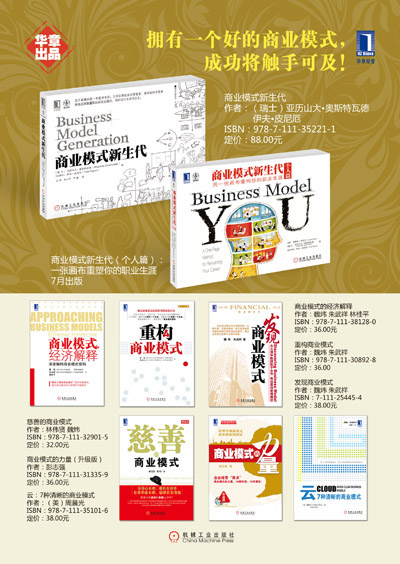 华章
出品
拥有一个好的商业模式，
成功将触手可及！
华章经管
商业模式新生代
作者：（瑞士）亚历山大•奥斯特瓦德
伊夫•皮尼厄
ISBN：978-7-111-35221-1
定价：88.00元
Business
Model
Generation
商业模式新生代
商业模式新生代
Business Model
YOU
商业模式新生代（个人篇）：
一张画布重塑你的职业生涯
7月出版
APPROACHING
BUSINESS MODELS
商业模式的
经济解释
重构
商业模式
FINANCIAL
发现
商业模式
商业模式的经济解释
作者：魏炜 朱武祥 林桂平
ISBN：978-7-111-38128-0
定价：36.00元
重构商业模式
作者：魏炜 朱武祥
ISBN：978-7-111-30892-8
定价：36.00
发现商业模式
作者：魏炜 朱武祥
ISBN：7-111-25445-4
定价：38.00元
慈善的商业模式
作者：林伟贤 魏炜
ISBN：978-7-111-32901-5
定价：32.00元
商业模式的力量（升级版）
作者：彭志强
ISBN：978-7-111-31335-9
定价：36.00元
云：7种清晰的商业模式
作者：（美）周晨光
ISBN：978-7-111-35101-6
定价：38.00元
慈善的
商业模式
商业模式的
力量
云 CLOUD
7种清晰的商业模式
机械工业出版社
China Machine Press